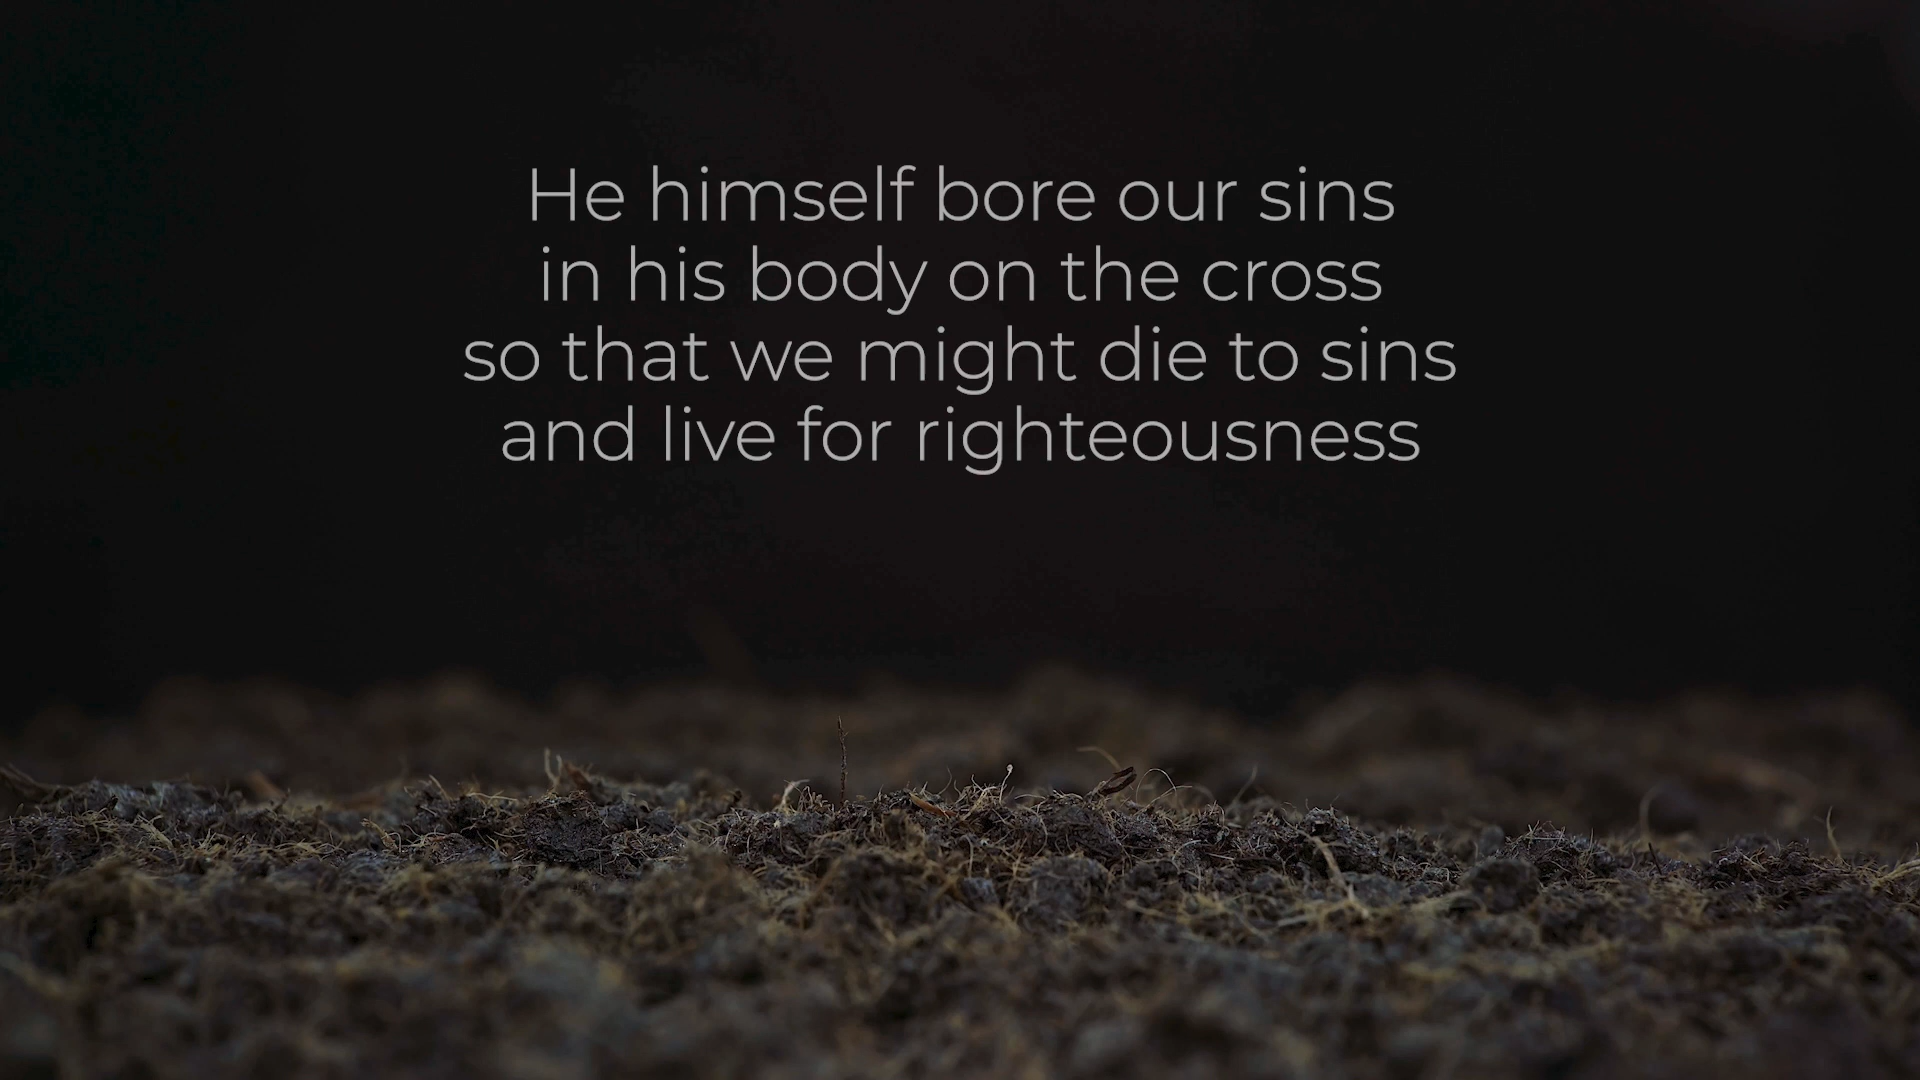 He himself bore our sins
in his body on the cross
so that we might die to sins
and live for righteousness